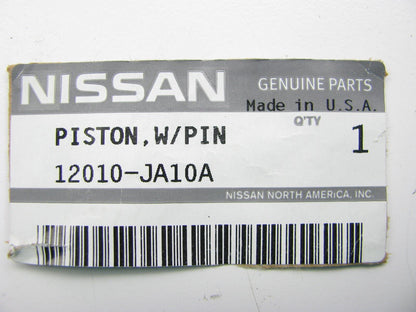 NISSAN GENUINE PARTS
Made in U.S.A.
Q'TY
PISTON,W/PIN 1
12010-JA10A
NISSAN NORTH AMERICA, INC.